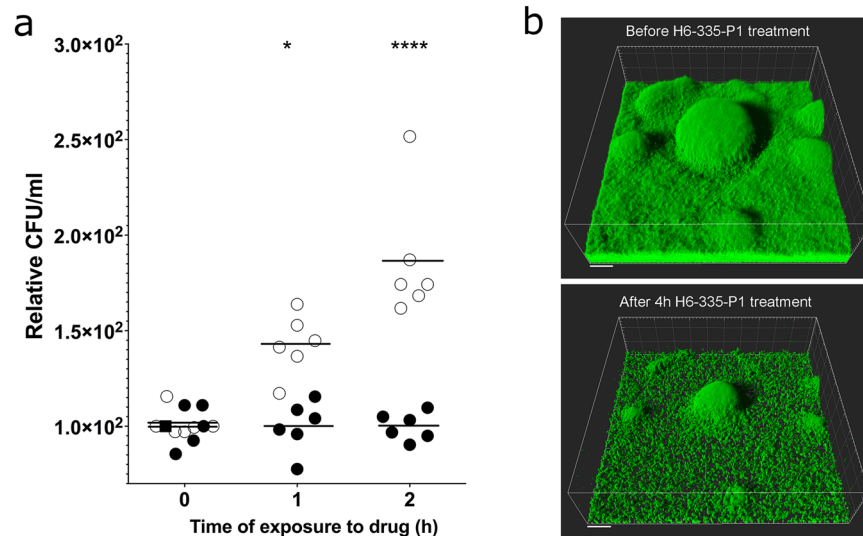 a
b
* ****
3.0×10²
2.5×10²
2.0×10²
1.5×10²
1.0×10²
Relative CFU/ml
0 1 2
Time of exposure to drug (h)
Before H6-335-P1 treatment
After 4h H6-335-P1 treatment